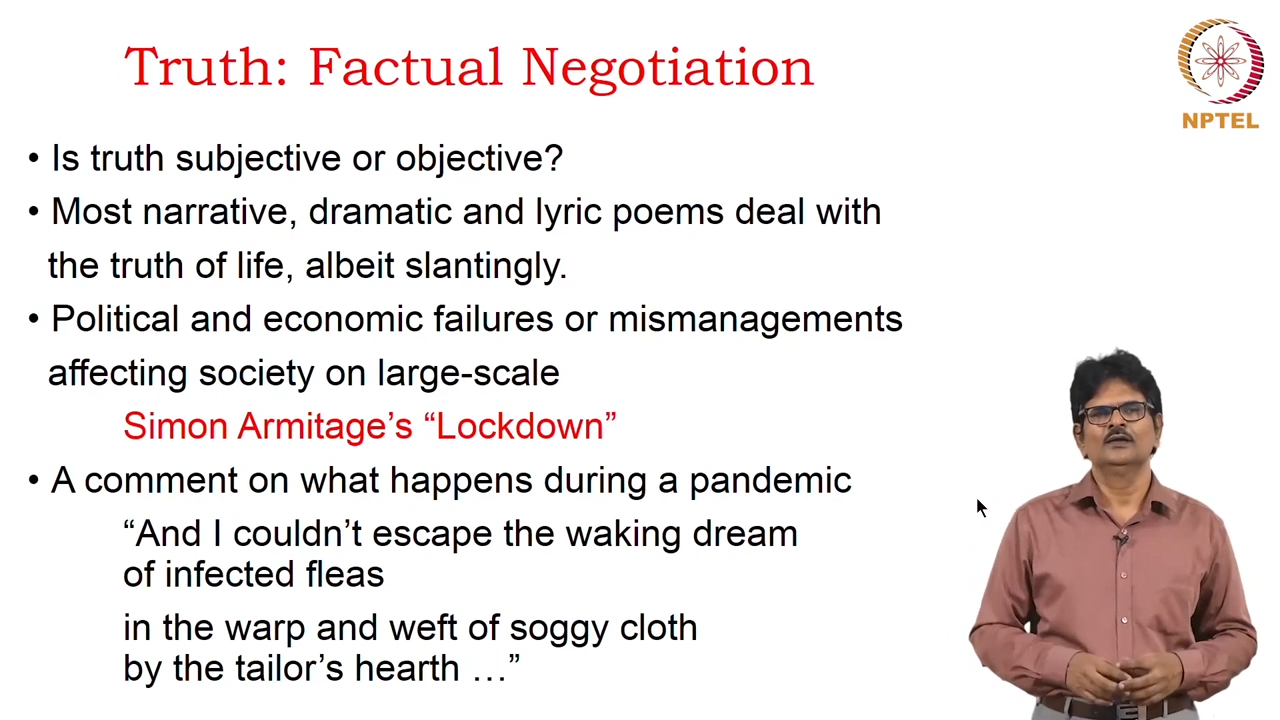 Truth: Factual Negotiation
NPTEL
• Is truth subjective or objective?
• Most narrative, dramatic and lyric poems deal with
the truth of life, albeit slantingly.
• Political and economic failures or mismanagements
affecting society on large-scale
Simon Armitage’s “Lockdown”
• A comment on what happens during a pandemic
“And I couldn’t escape the waking dream
of infected fleas
in the warp and weft of soggy cloth
by the tailor’s hearth …”